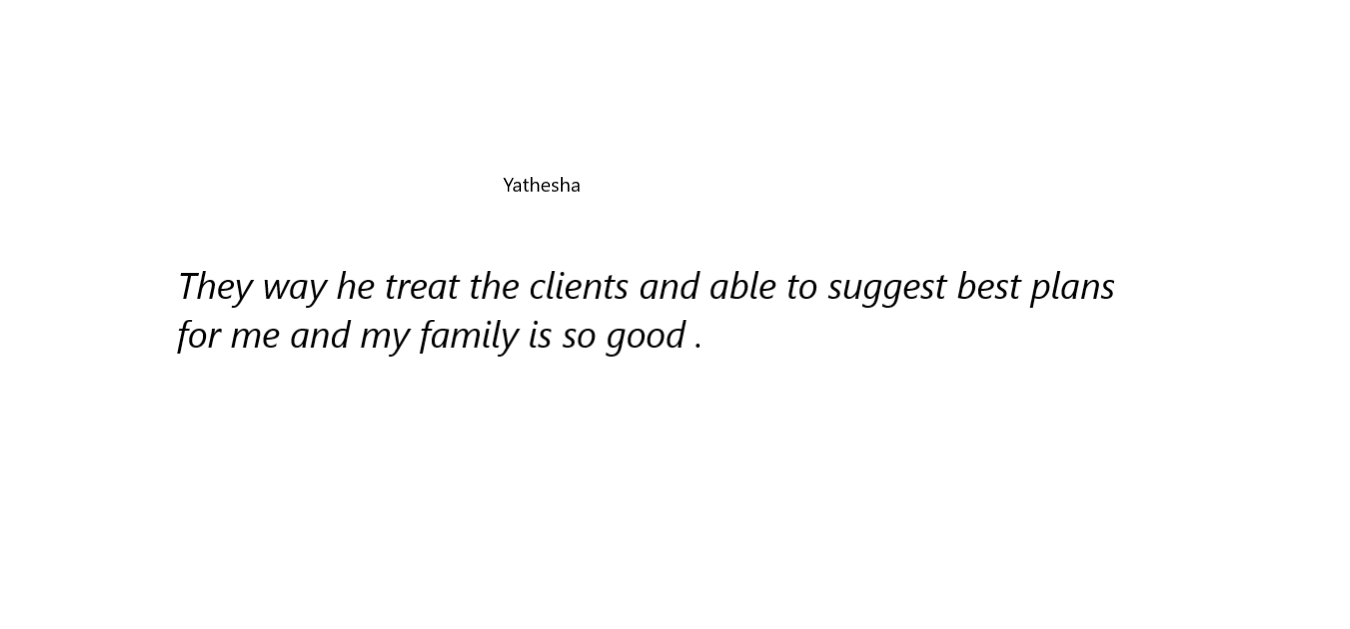 Yathesha
They way he treat the clients and able to suggest best plans
for me and my family is so good .